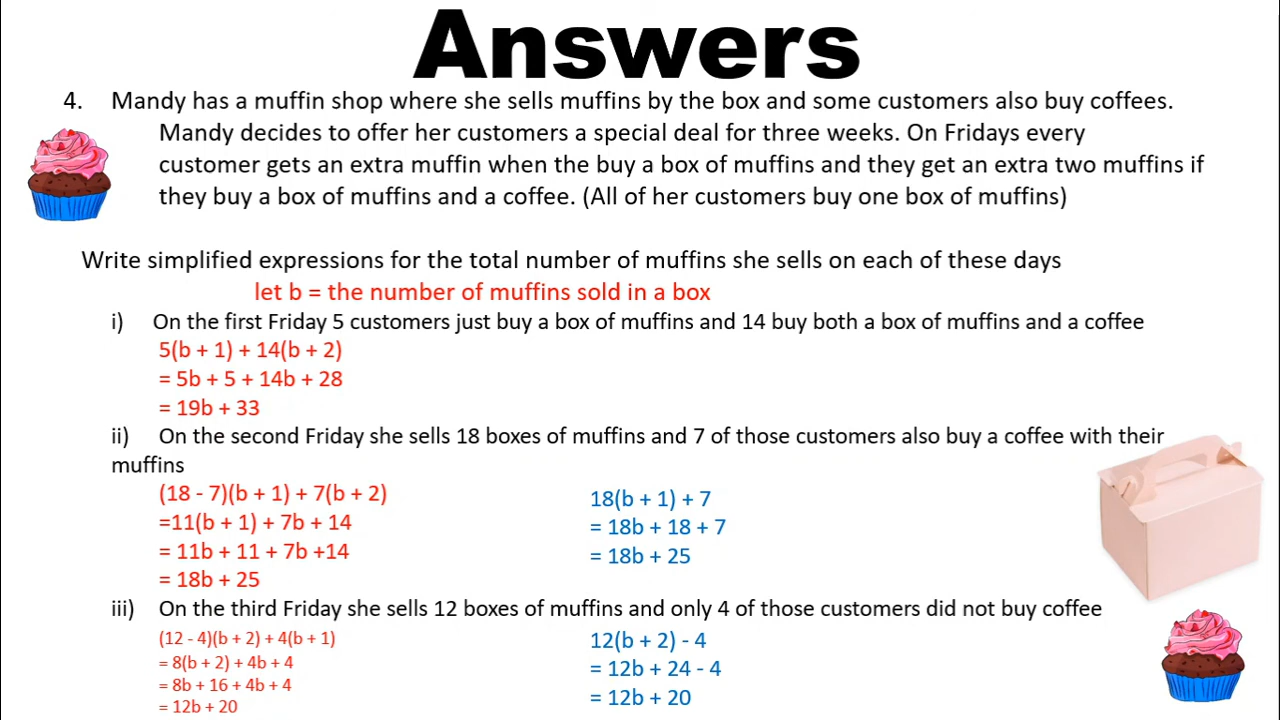 Answers
4. Mandy has a muffin shop where she sells muffins by the box and some customers also buy coffees.
Mandy decides to offer her customers a special deal for three weeks. On Fridays every
customer gets an extra muffin when the buy a box of muffins and they get an extra two muffins if
they buy a box of muffins and a coffee. (All of her customers buy one box of muffins)
Write simplified expressions for the total number of muffins she sells on each of these days
let b = the number of muffins sold in a box
i) On the first Friday 5 customers just buy a box of muffins and 14 buy both a box of muffins and a coffee
5(b + 1) + 14(b + 2)
= 5b + 5 + 14b + 28
= 19b + 33
ii) On the second Friday she sells 18 boxes of muffins and 7 of those customers also buy a coffee with their
muffins
(18 - 7)(b + 1) + 7(b + 2)
=11(b + 1) + 7b + 14
= 11b + 11 + 7b +14
= 18b + 25
18(b + 1) + 7
= 18b + 18 + 7
= 18b + 25
iii) On the third Friday she sells 12 boxes of muffins and only 4 of those customers did not buy coffee
(12 - 4)(b + 2) + 4(b + 1)
= 8(b + 2) + 4b + 4
= 8b + 16 + 4b + 4
= 12b + 20
12(b + 2) - 4
= 12b + 24 - 4
= 12b + 20